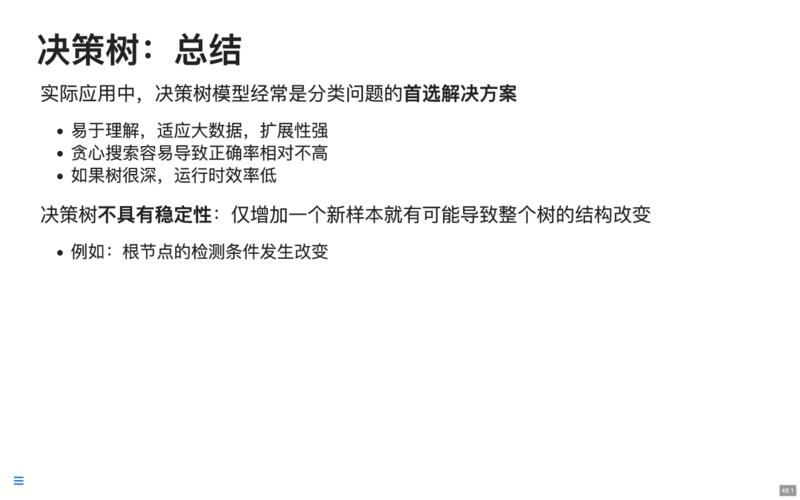 决策树：总结
实际应用中，决策树模型经常是分类问题的首选解决方案
• 易于理解，适应大数据，扩展性强
• 贪心搜索容易导致正确率相对不高
• 如果树很深，运行时效率低
决策树不具有稳定性：仅增加一个新样本就有可能导致整个树的结构改变
• 例如：根节点的检测条件发生改变
45.1